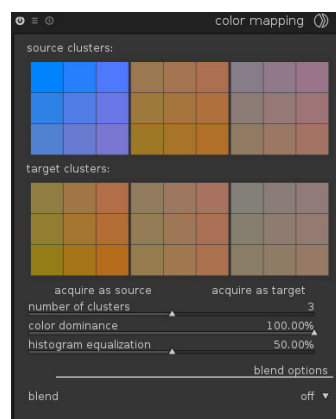 color mapping
source clusters:
target clusters:
acquire as source acquire as target
number of clusters 3
color dominance 100.00%
histogram equalization 50.00%
blend options
blend off